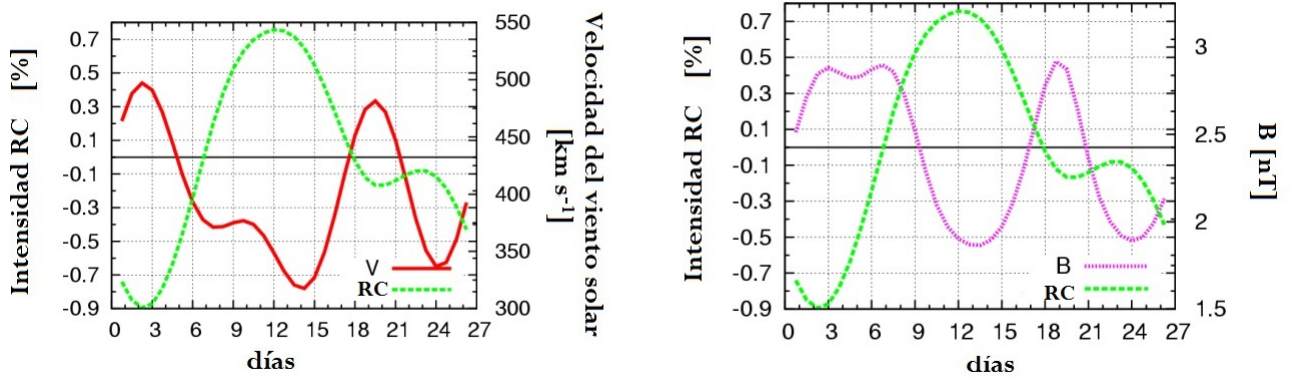 Intensidad RC [%]
0.7
0.5
0.3
0.1
-0.1
-0.3
-0.5
-0.7
-0.9
0 3 6 9 12 15 18 21 24 27
días
550
500
450
400
350
300
Velocidad del viento solar
[km s⁻¹]
V
RC
Intensidad RC [%]
0.7
0.5
0.3
0.1
-0.1
-0.3
-0.5
-0.7
-0.9
0 3 6 9 12 15 18 21 24 27
días
3
2.5
2
1.5
B [nT]
B
RC